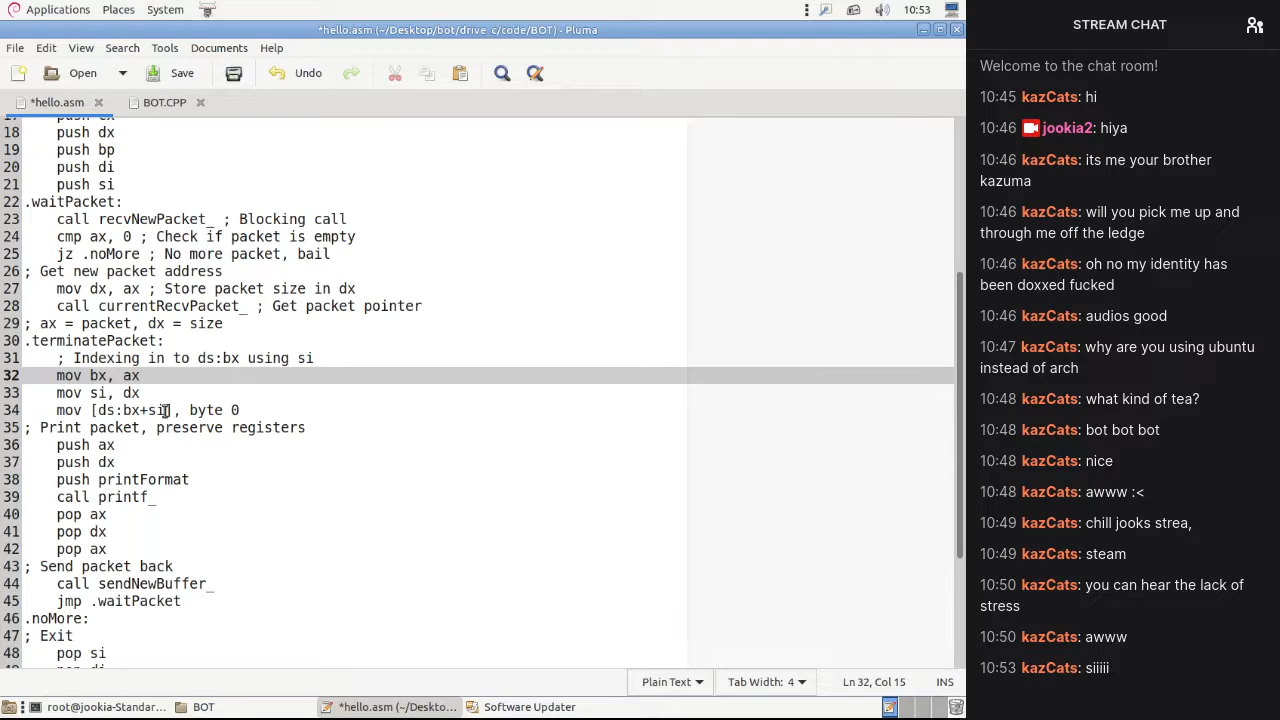 Applications Places System 10:53
*hello.asm (~/Desktop/bot/drive_c/code/BOT) - Pluma
File Edit View Search Tools Documents Help
Open Save Undo
*hello.asm BOT.CPP
18 push dx
19 push bp
20 push di
21 push si
22 .waitPacket:
23 call recvNewPacket_ ; Blocking call
24 cmp ax, 0 ; Check if packet is empty
25 jz .noMore ; No more packet, bail
26 ; Get new packet address
27 mov dx, ax ; Store packet size in dx
28 call currentRecvPacket_ ; Get packet pointer
29 ; ax = packet, dx = size
30 .terminatePacket:
31 ; Indexing in to ds:bx using si
32 mov bx, ax
33 mov si, dx
34 mov [ds:bx+si], byte 0
35 ; Print packet, preserve registers
36 push ax
37 push dx
38 push printFormat
39 call printf_
40 pop ax
41 pop dx
42 pop ax
43 ; Send packet back
44 call sendNewBuffer_
45 jmp .waitPacket
46 .noMore:
47 ; Exit
48 pop si
Plain Text Tab Width: 4 Ln 32, Col 15 INS
root@jookia-Standar... BOT *hello.asm (~/Deskto... Software Updater
STREAM CHAT
Welcome to the chat room!
10:45 kazCats: hi
10:46 jookia2: hiya
10:46 kazCats: its me your brother
kazuma
10:46 kazCats: will you pick me up and
through me off the ledge
10:46 kazCats: oh no my identity has
been doxxed fucked
10:46 kazCats: audios good
10:47 kazCats: why are you using ubuntu
instead of arch
10:48 kazCats: what kind of tea?
10:48 kazCats: bot bot bot
10:48 kazCats: nice
10:48 kazCats: awww :<
10:49 kazCats: chill jooks strea,
10:49 kazCats: steam
10:50 kazCats: you can hear the lack of
stress
10:50 kazCats: awww
10:53 kazCats: siiiii